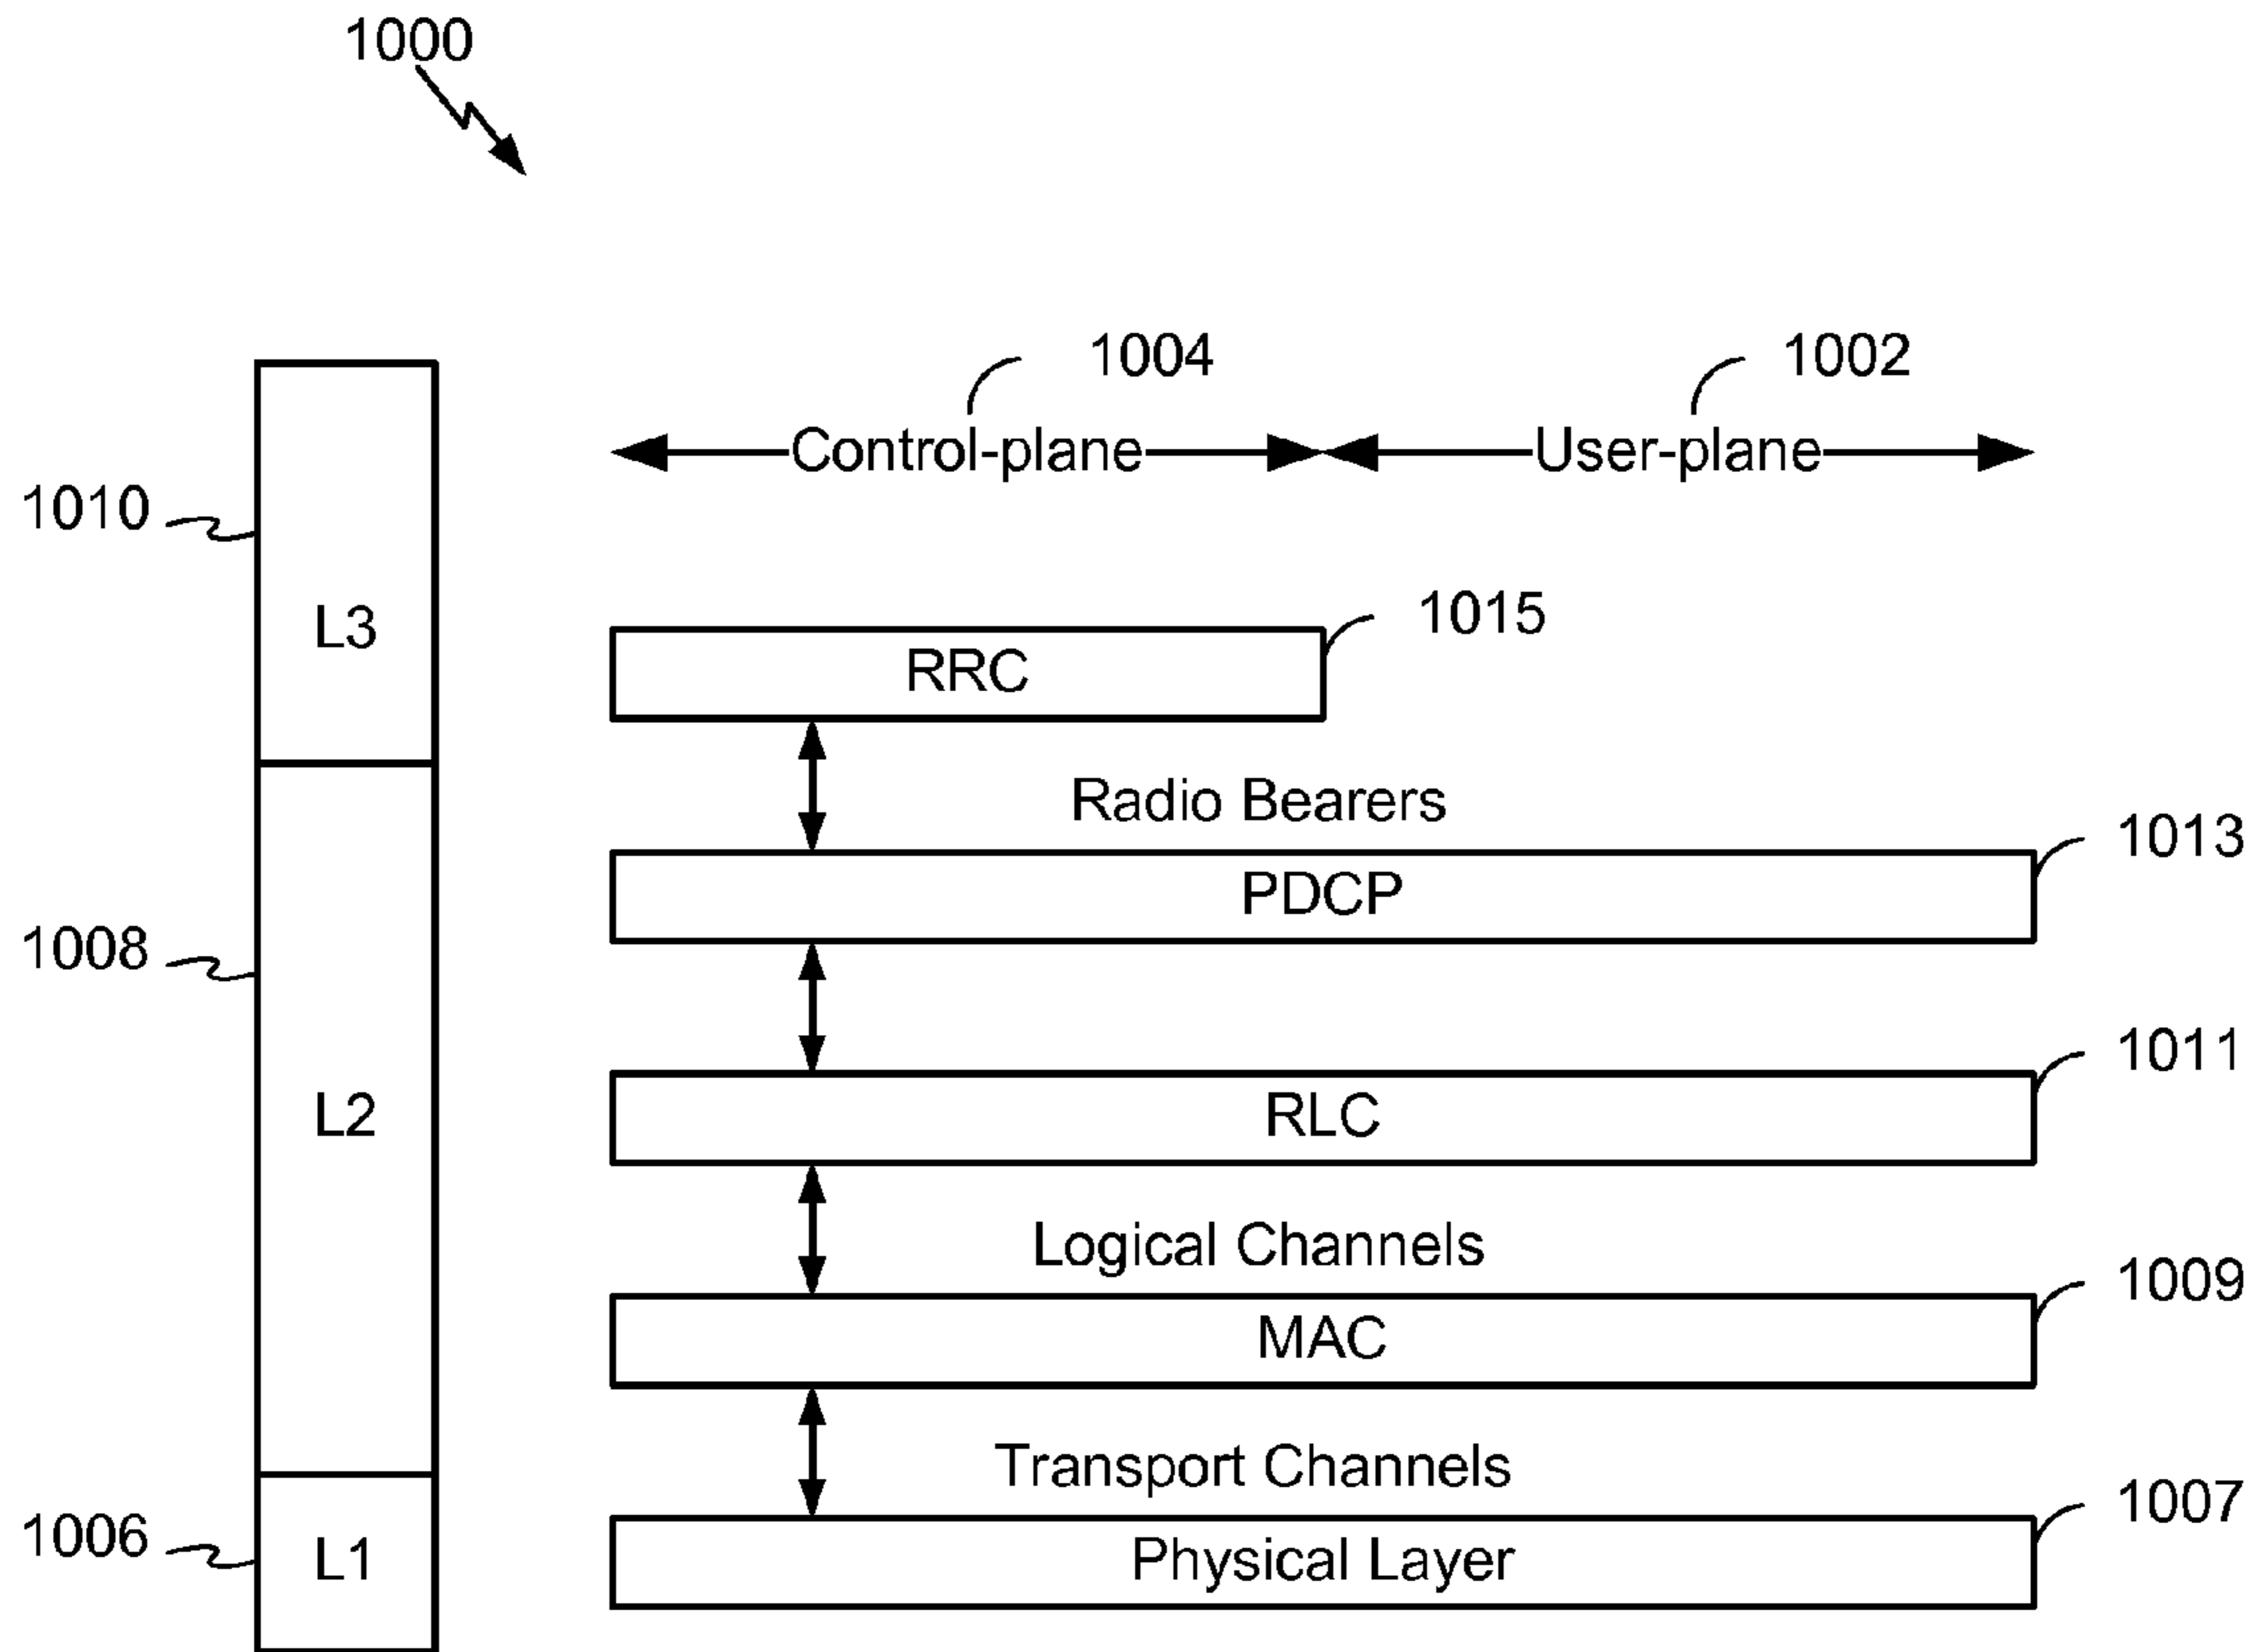 1000
1004
1002
Control-plane
User-plane
1010
L3
1015
RRC
Radio Bearers
1013
PDCP
1008
1011
L2
RLC
Logical Channels
1009
MAC
Transport Channels
1007
1006
L1
Physical Layer